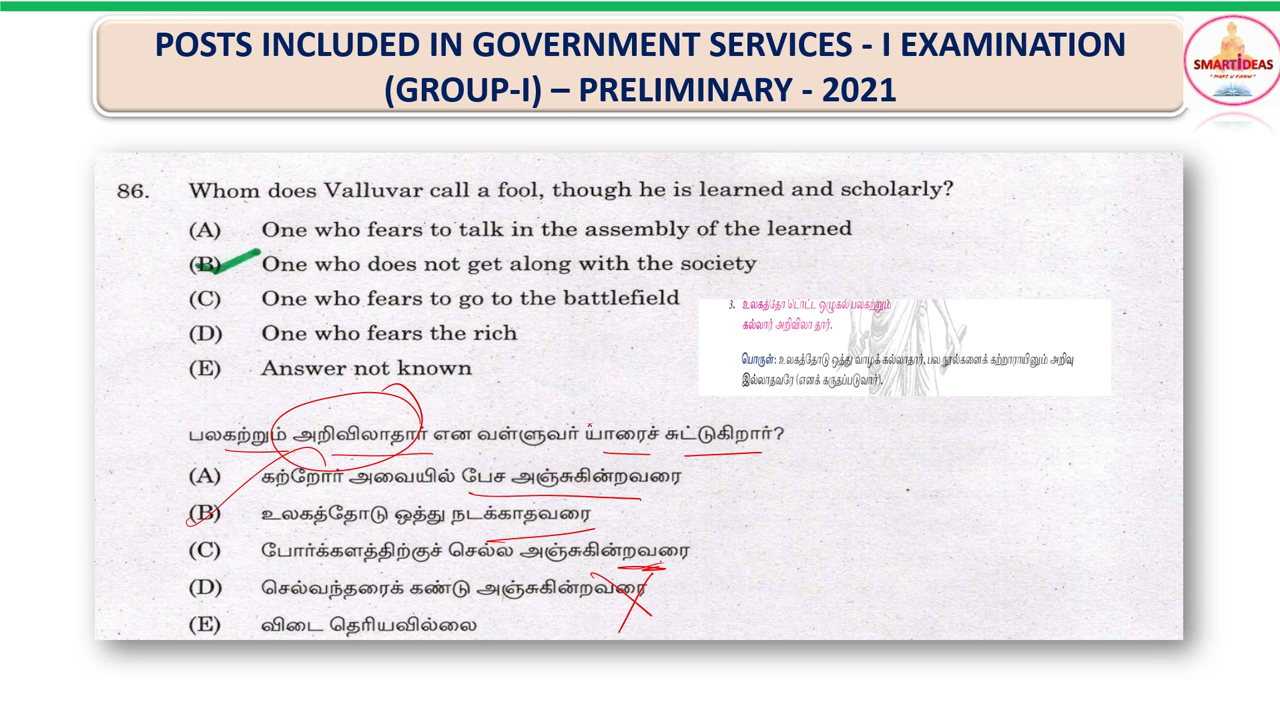 POSTS INCLUDED IN GOVERNMENT SERVICES - I EXAMINATION
(GROUP-I) – PRELIMINARY - 2021
SMARTIDEAS
"MAKE U KNOW"
86. Whom does Valluvar call a fool, though he is learned and scholarly?
(A) One who fears to talk in the assembly of the learned
(B) One who does not get along with the society
(C) One who fears to go to the battlefield
(D) One who fears the rich
(E) Answer not known
3. உலகத்தோ டொட்ட ஒழுகல் பலகற்றும்
கல்லார் அறிவிலா தார்.
பொருள்: உலகத்தோடு ஒத்து வாழக் கல்லாதார், பல நூல்களைக் கற்றாராயினும் அறிவு
இல்லாதவரே (எனக் கருதப்படுவார்).
பலகற்றும் அறிவிலாதார் என வள்ளுவர் யாரைச் சுட்டுகிறார்?
(A) கற்றோர் அவையில் பேச அஞ்சுகின்றவரை
(B) உலகத்தோடு ஒத்து நடக்காதவரை
(C) போர்க்களத்திற்குச் செல்ல அஞ்சுகின்றவரை
(D) செல்வந்தரைக் கண்டு அஞ்சுகின்றவரை
(E) விடை தெரியவில்லை